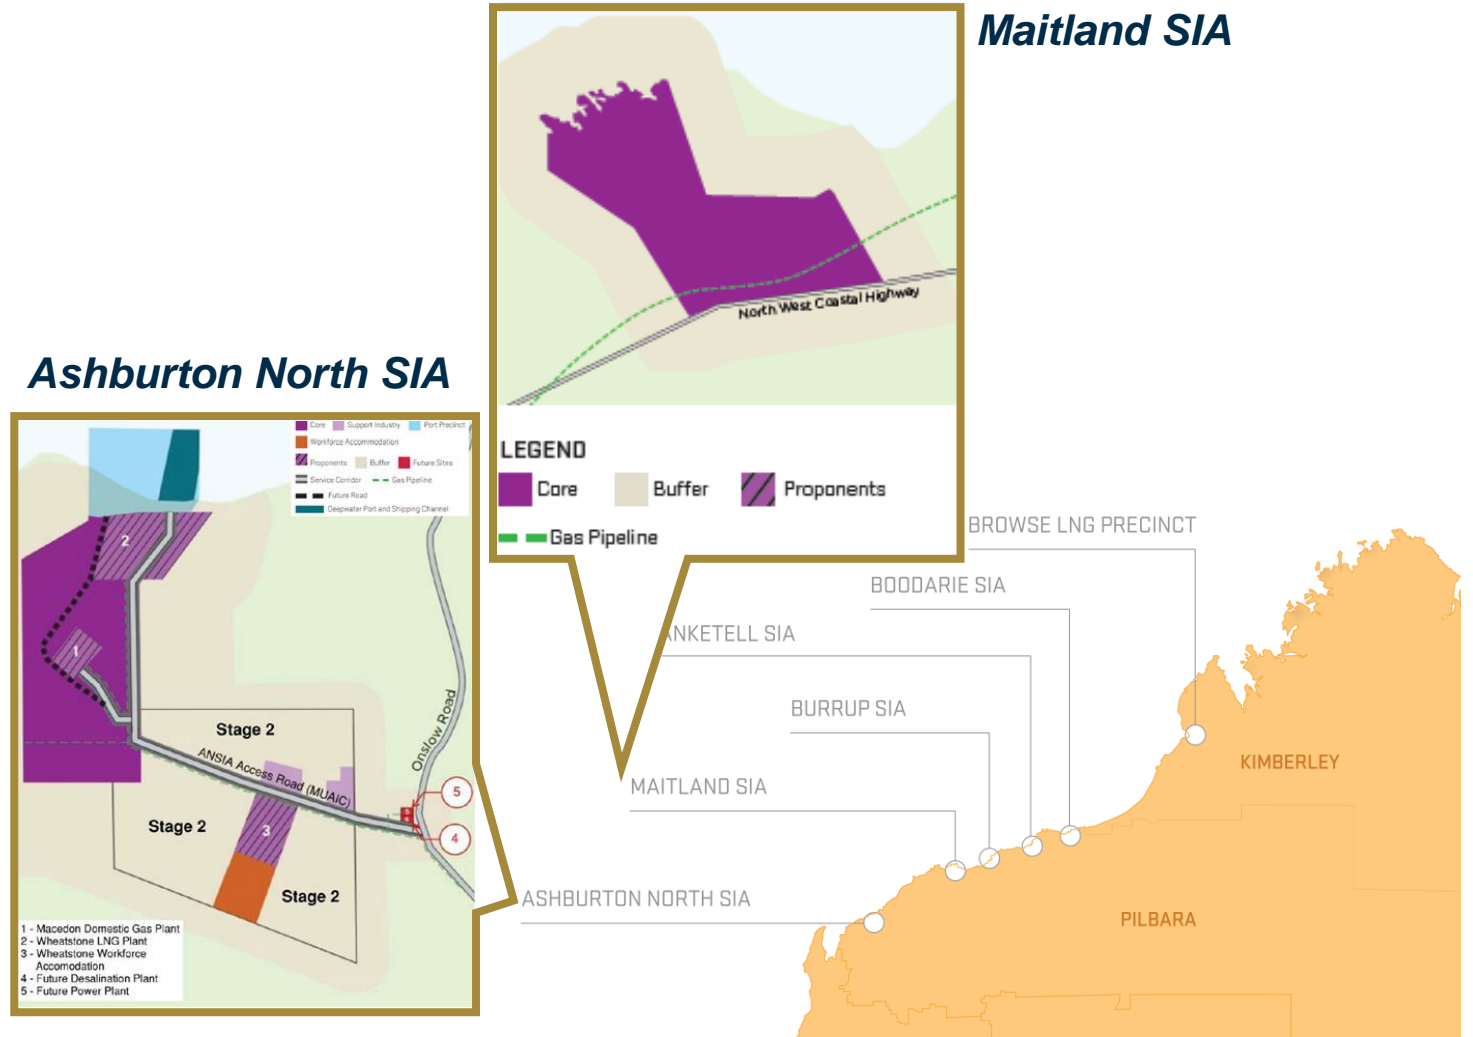 Maitland SIA
North West Coastal Highway
LEGEND
Core
Buffer
Proponents
Gas Pipeline
Ashburton North SIA
Core
Support Industry
Port Precinct
Workforce Accommodation
Proponents
Buffer
Future Sites
Service Corridor
Gas Pipeline
Future Road
Deepwater Port and Shipping Channel
2
1
Stage 2
ANSIA Access Road (MUAIC)
Onslow Road
5
4
Stage 2
3
Stage 2
1 - Macedon Domestic Gas Plant
2 - Wheatstone LNG Plant
3 - Wheatstone Workforce
Accomodation
4 - Future Desalination Plant
5 - Future Power Plant
BROWSE LNG PRECINCT
BOODARIE SIA
ANKETELL SIA
BURRUP SIA
MAITLAND SIA
ASHBURTON NORTH SIA
KIMBERLEY
PILBARA